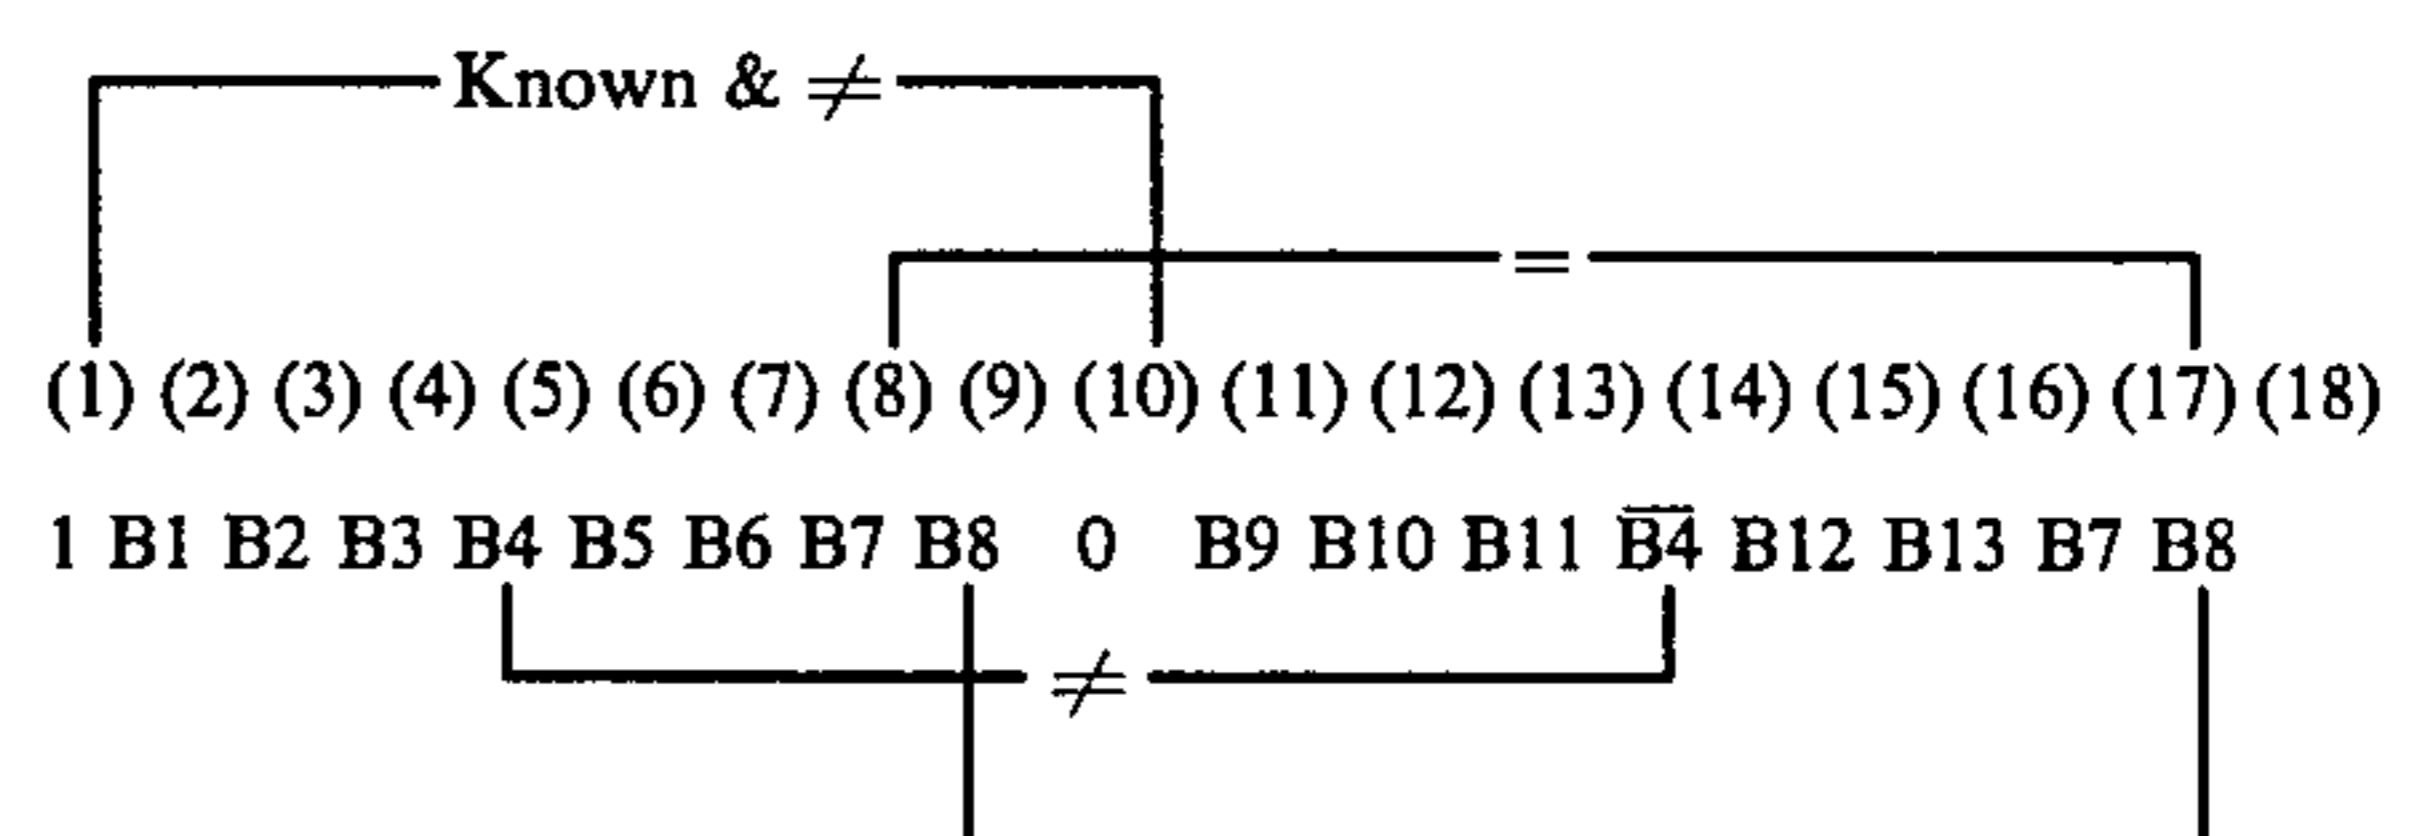 Known & ≠
=
(1) (2) (3) (4) (5) (6) (7) (8) (9) (10) (11) (12) (13) (14) (15) (16) (17) (18)
1 B1 B2 B3 B4 B5 B6 B7 B8 0 B9 B10 B11 B̅4̅ B12 B13 B7 B8
≠